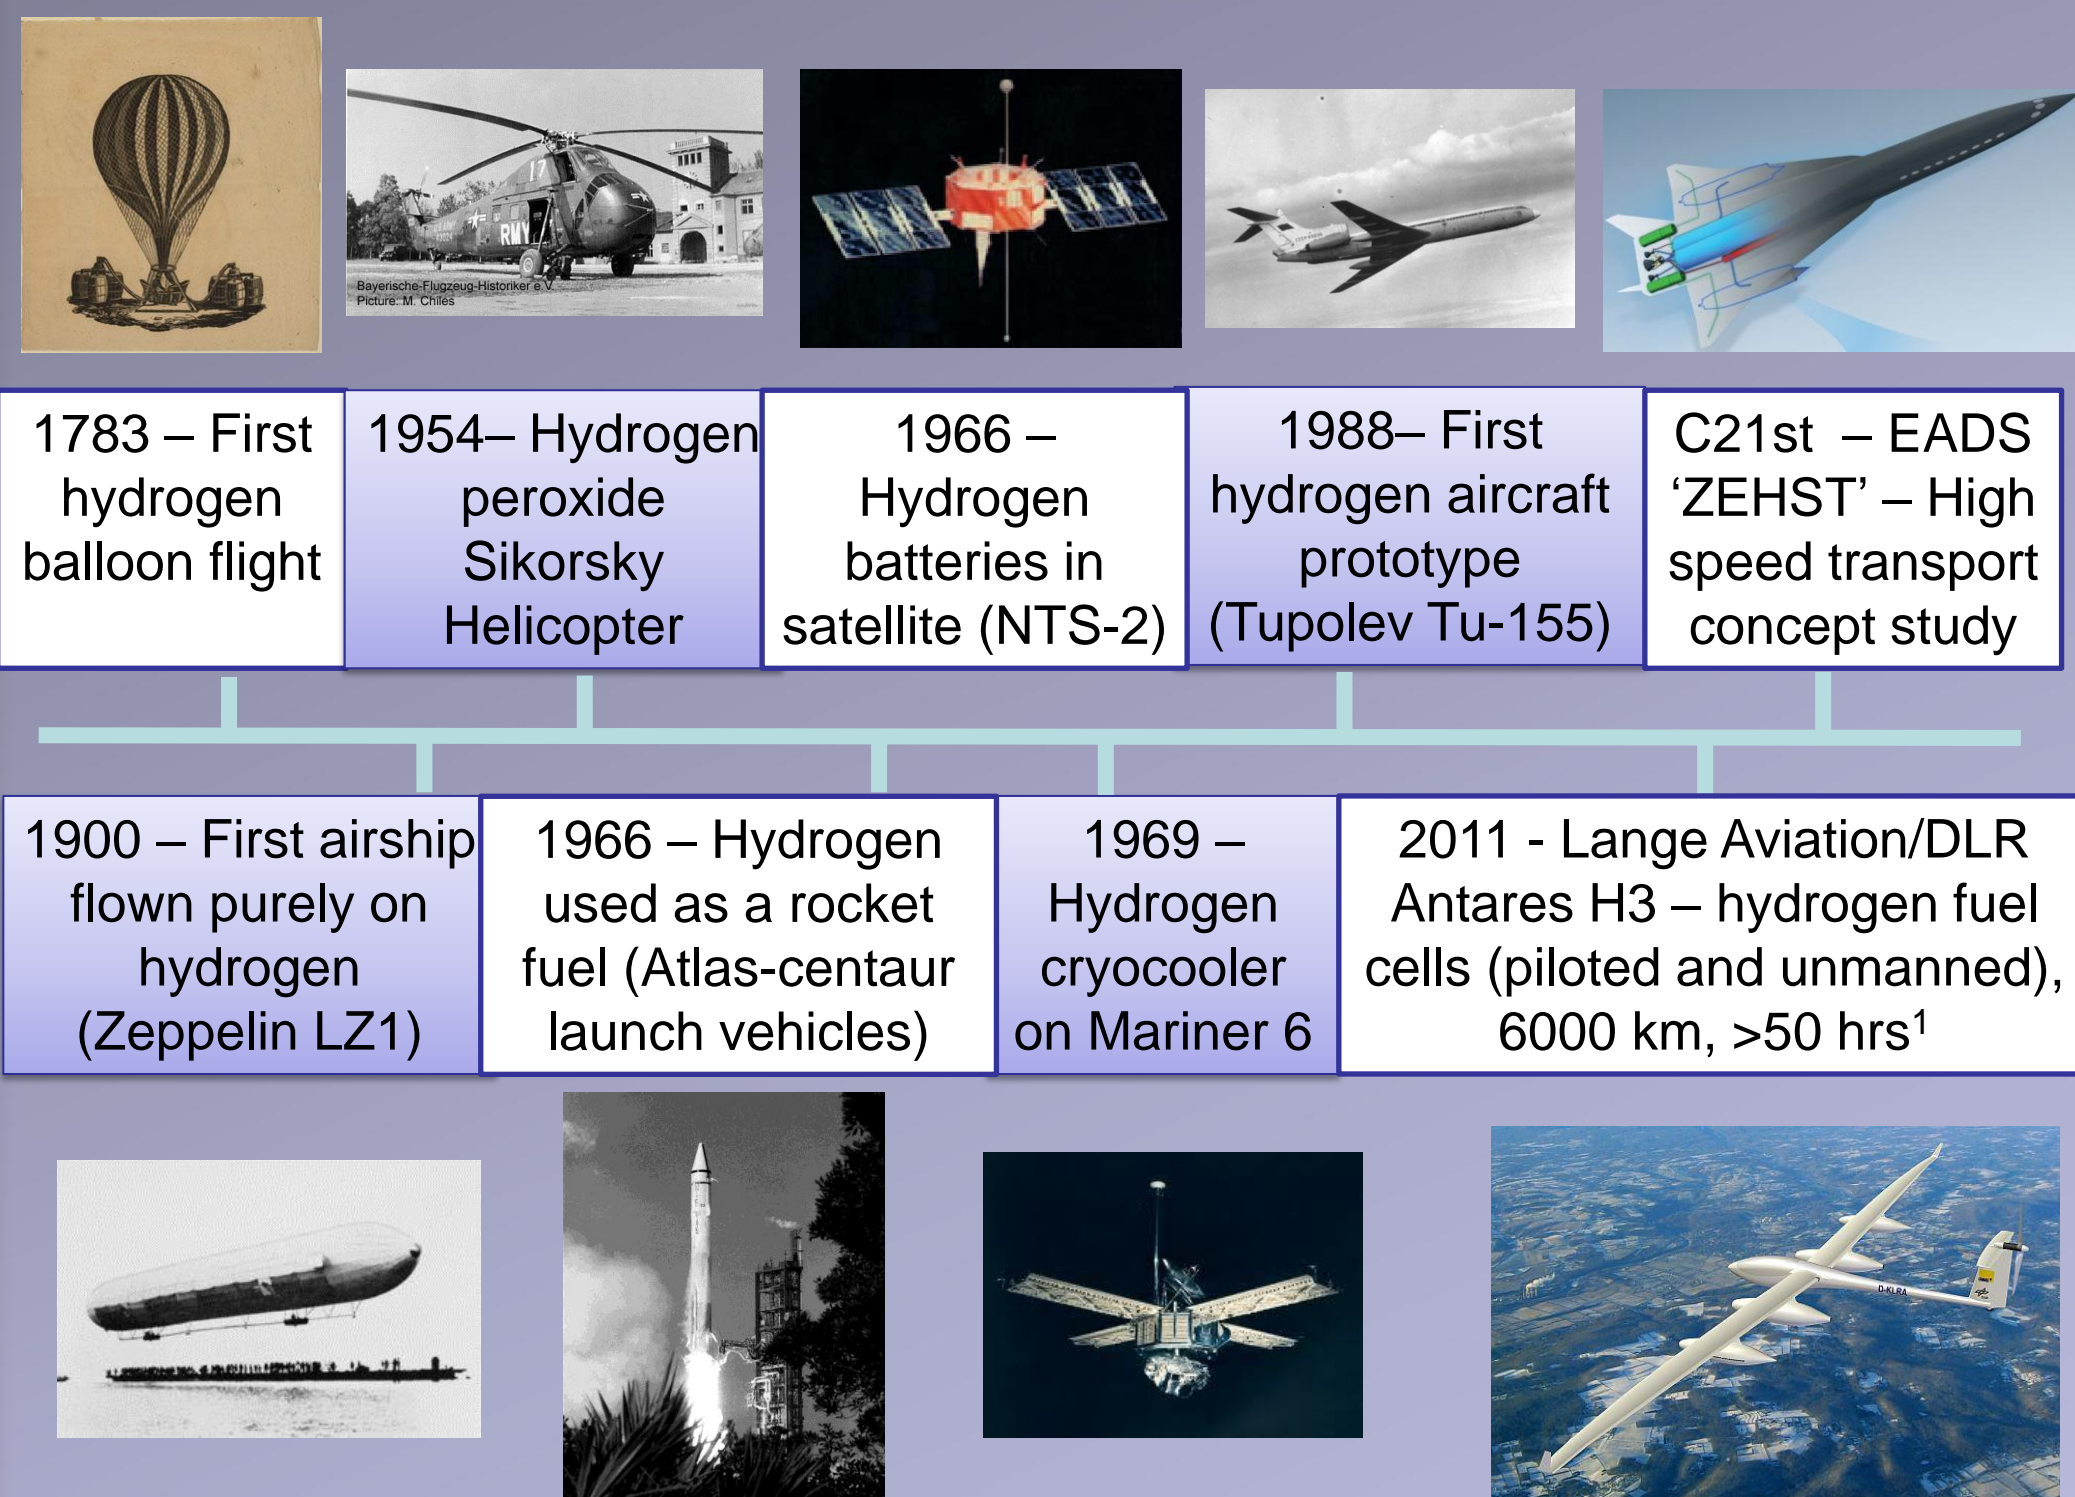 17
RMY
Bayerische-Flugzeug-Historiker e.V.
Picture: M. Chiles
1783 – First
hydrogen
balloon flight
1954– Hydrogen
peroxide
Sikorsky
Helicopter
1966 –
Hydrogen
batteries in
satellite (NTS-2)
1988– First
hydrogen aircraft
prototype
(Tupolev Tu-155)
C21st – EADS
‘ZEHST’ – High
speed transport
concept study
1900 – First airship
flown purely on
hydrogen
(Zeppelin LZ1)
1966 – Hydrogen
used as a rocket
fuel (Atlas-centaur
launch vehicles)
1969 –
Hydrogen
cryocooler
on Mariner 6
2011 - Lange Aviation/DLR
Antares H3 – hydrogen fuel
cells (piloted and unmanned),
6000 km, >50 hrs¹
D-KLRA